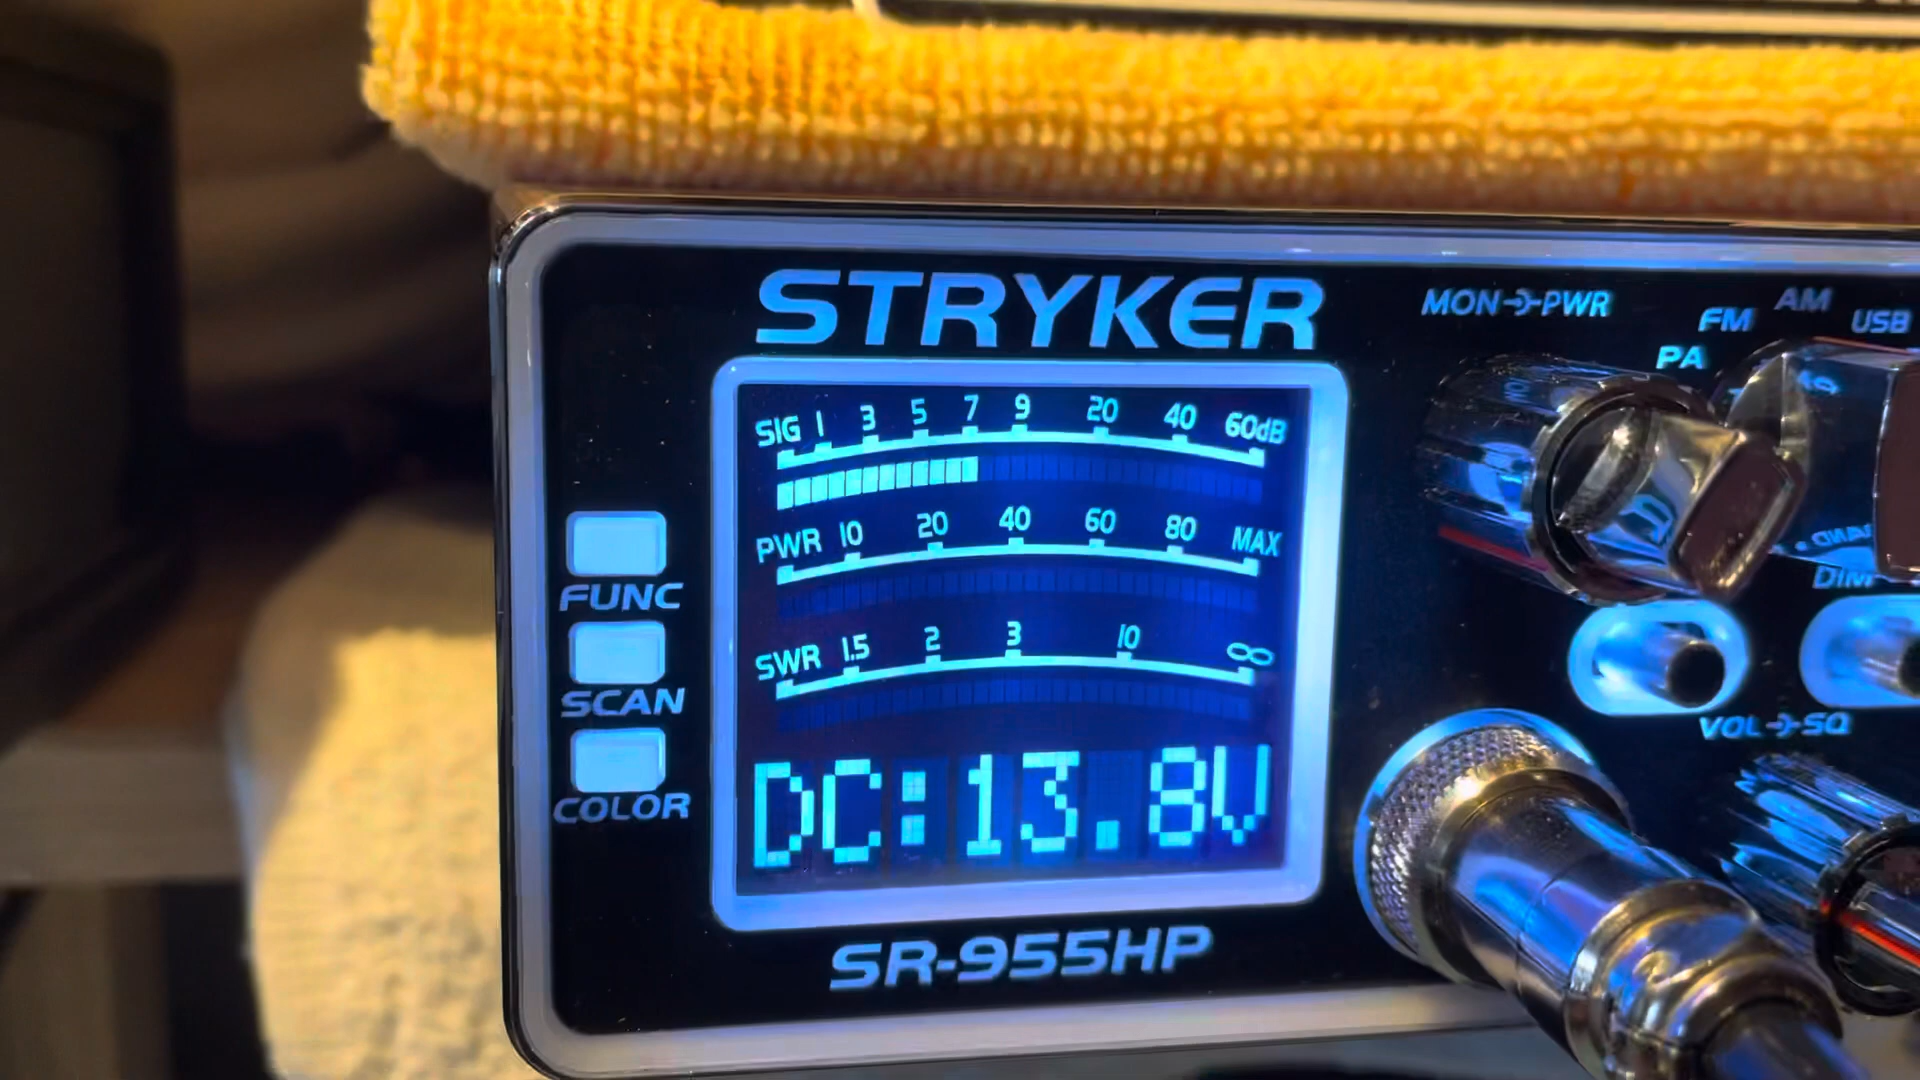 STRYKER
MON PWR
PA FM AM USB
SIG 1 3 5 7 9 20 40 60dB
PWR 10 20 40 60 80 MAX
SWR 1.5 2 3 10 ∞
DC:13.8V
FUNC
SCAN
COLOR
DIM
VOL SQ
SR-955HP